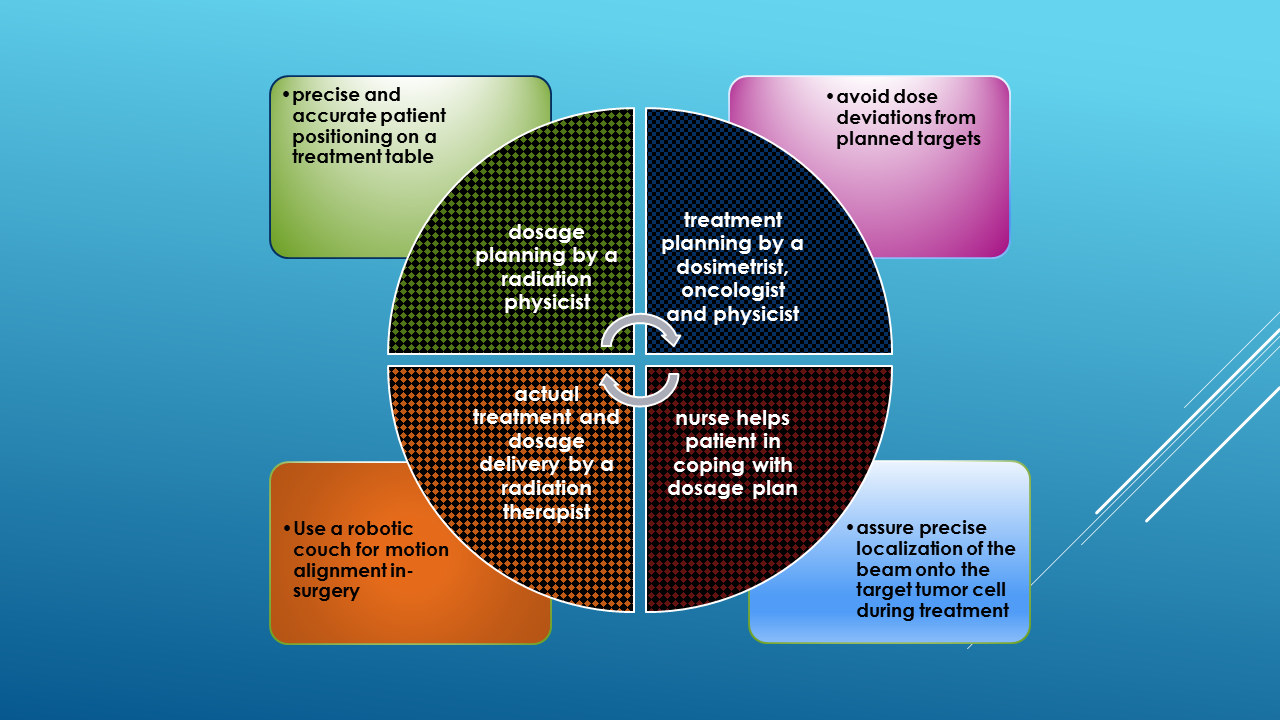 •precise and
accurate patient
positioning on a
treatment table
•avoid dose
deviations from
planned targets
dosage
planning by a
radiation
physicist
treatment
planning by a
dosimetrist,
oncologist
and physicist
actual
treatment and
dosage
delivery by a
radiation
therapist
nurse helps
patient in
coping with
dosage plan
•Use a robotic
couch for motion
alignment in-
surgery
•assure precise
localization of the
beam onto the
target tumor cell
during treatment